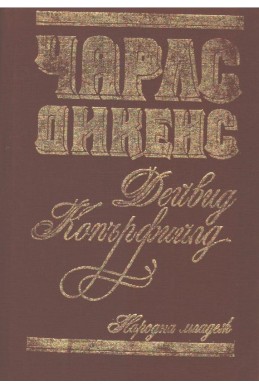 ЧАРЛС
ДИКЕНС
Дейвид
Копърфийлд
Народна младеж